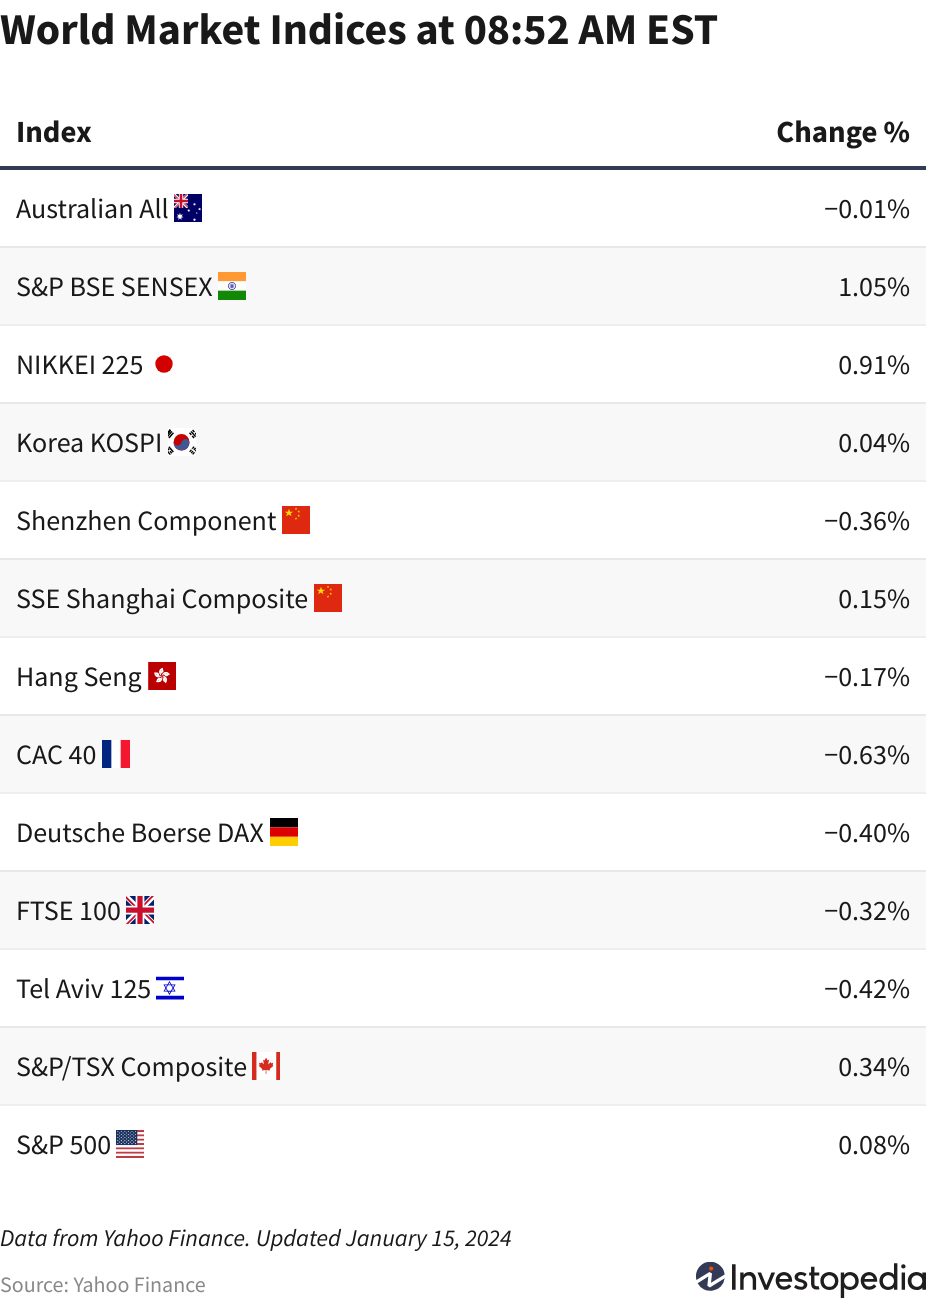 World Market Indices at 08:52 AM EST
Index Change %
Australian All −0.01%
S&P BSE SENSEX 1.05%
NIKKEI 225 0.91%
Korea KOSPI 0.04%
Shenzhen Component −0.36%
SSE Shanghai Composite 0.15%
Hang Seng −0.17%
CAC 40 −0.63%
Deutsche Boerse DAX −0.40%
FTSE 100 −0.32%
Tel Aviv 125 −0.42%
S&P/TSX Composite 0.34%
S&P 500 0.08%
Data from Yahoo Finance. Updated January 15, 2024
Source: Yahoo Finance
Investopedia